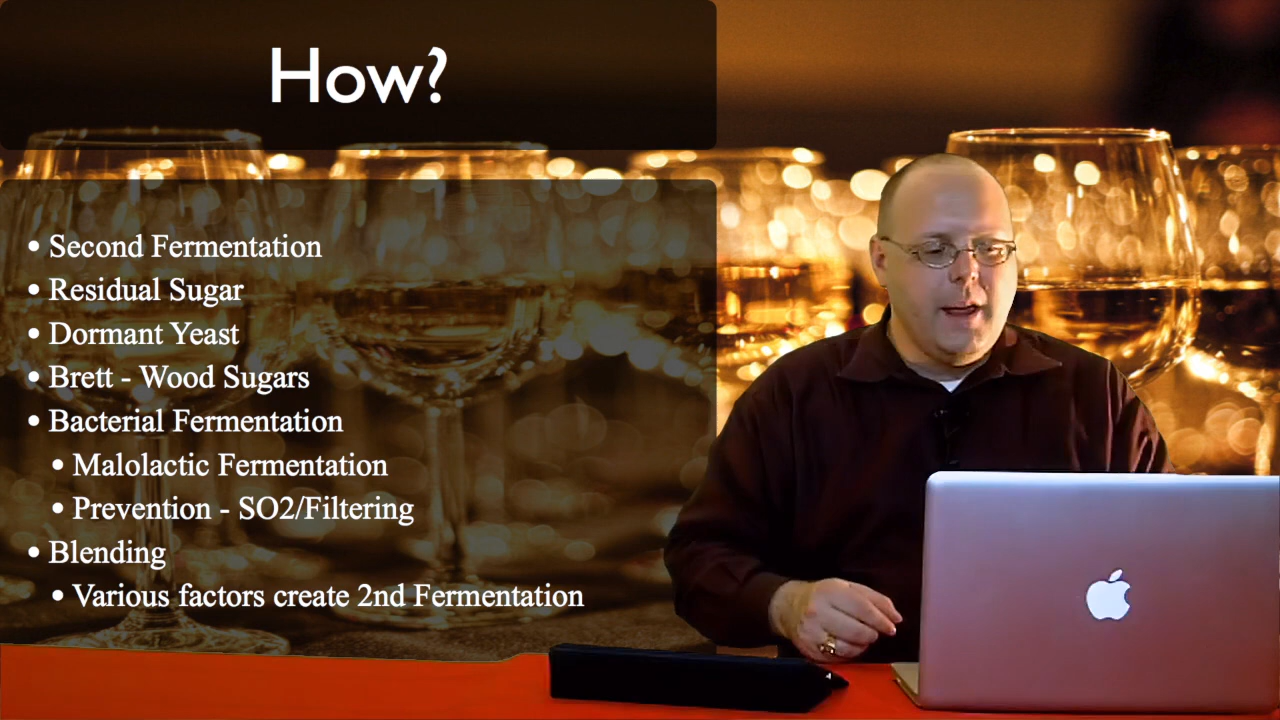 How?
• Second Fermentation
• Residual Sugar
• Dormant Yeast
• Brett - Wood Sugars
• Bacterial Fermentation
• Malolactic Fermentation
• Prevention - SO2/Filtering
• Blending
• Various factors create 2nd Fermentation